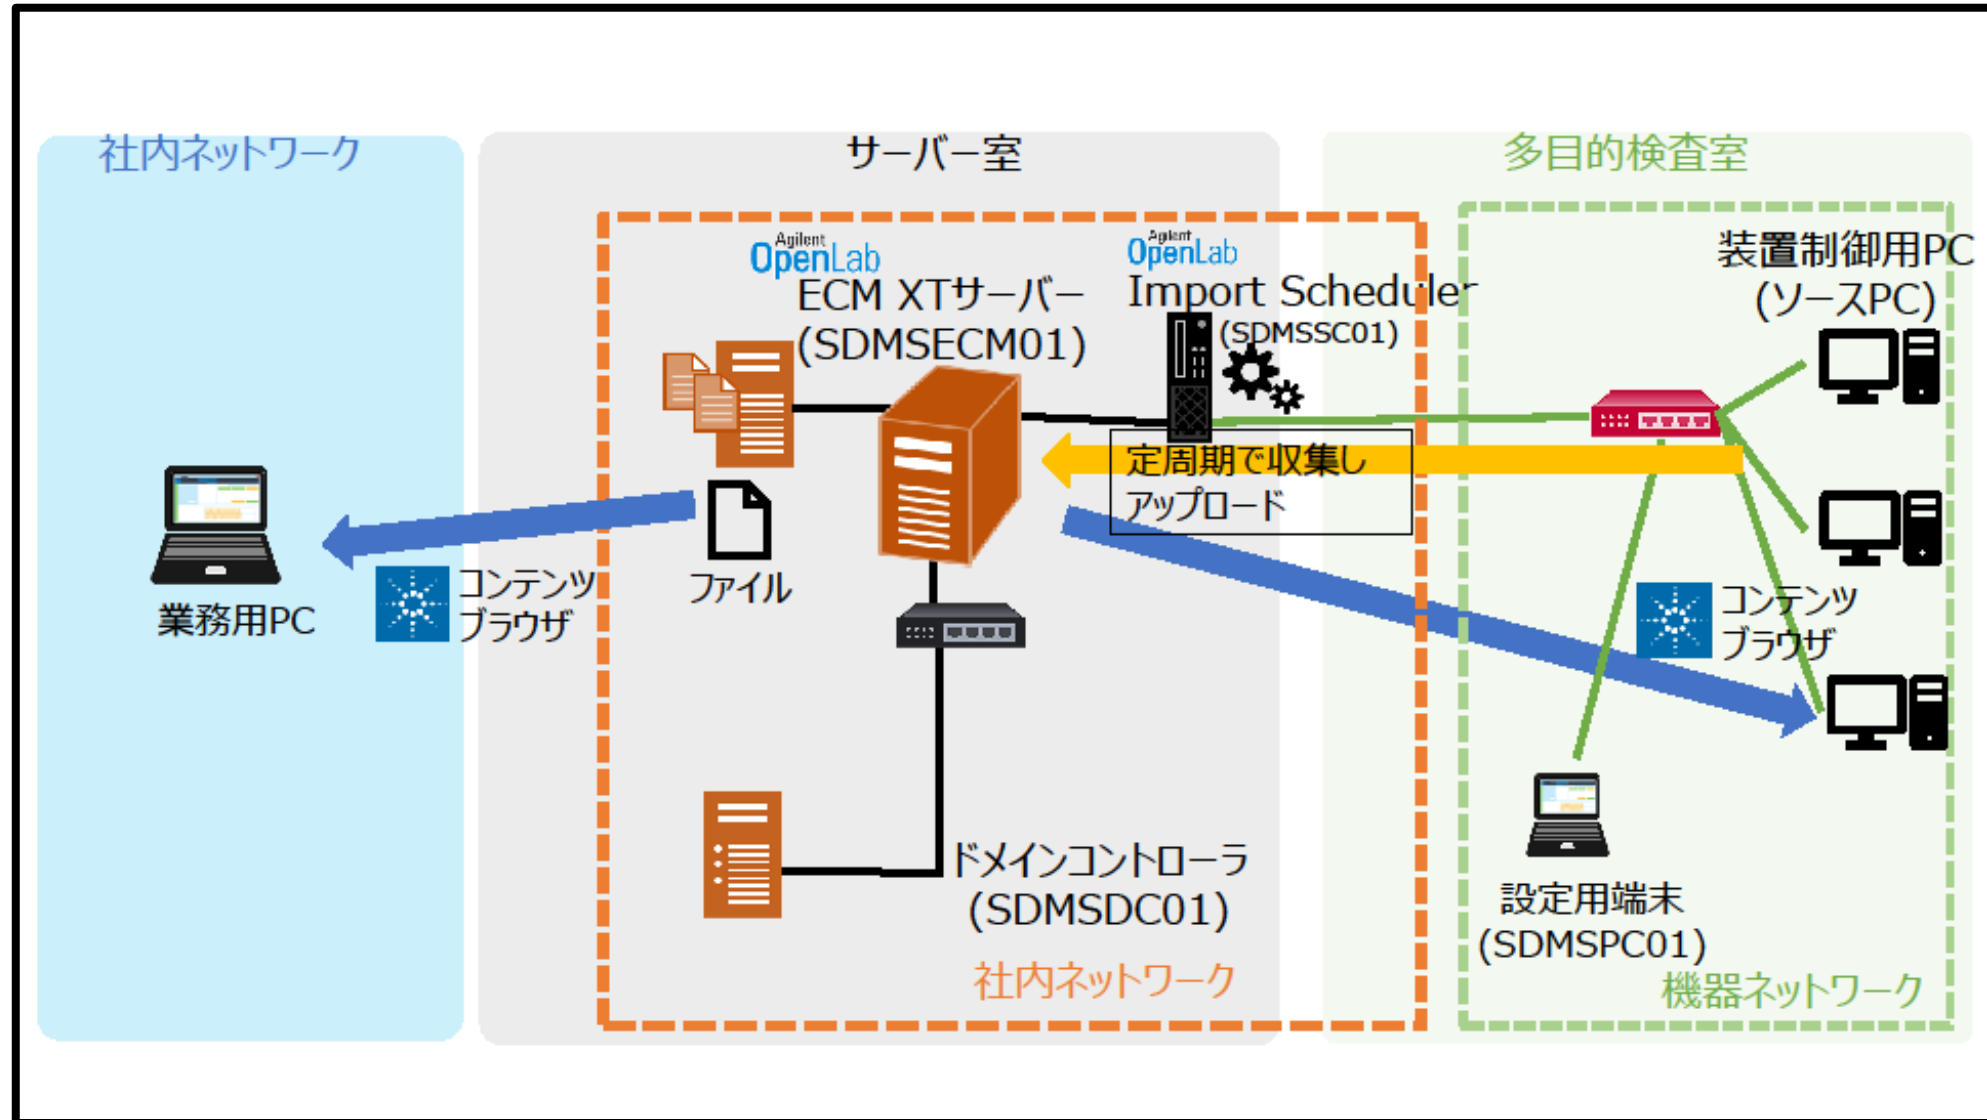 社内ネットワーク
サーバー室
多目的検査室
Agilent
OpenLab
ECM XTサーバー
(SDMSECM01)
Agilent
OpenLab
Import Scheduler
(SDMSSC01)
装置制御用PC
(ソースPC)
定周期で収集し
アップロード
業務用PC
コンテンツ
ブラウザ
ファイル
コンテンツ
ブラウザ
ドメインコントローラ
(SDMSDC01)
社内ネットワーク
設定用端末
(SDMSPC01)
機器ネットワーク